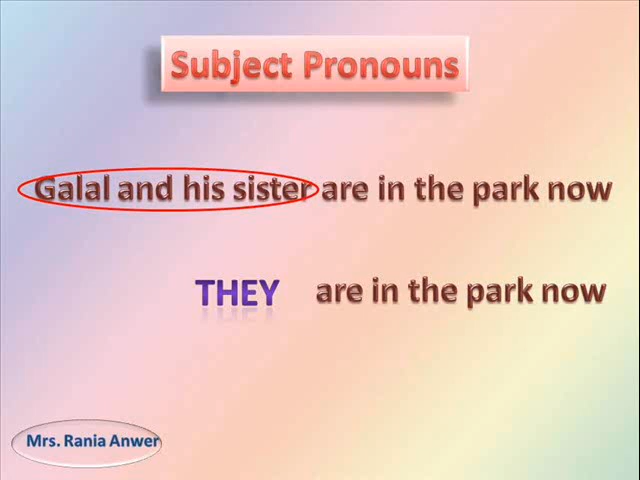 Subject Pronouns
Galal and his sister are in the park now
THEY are in the park now
Mrs. Rania Anwer